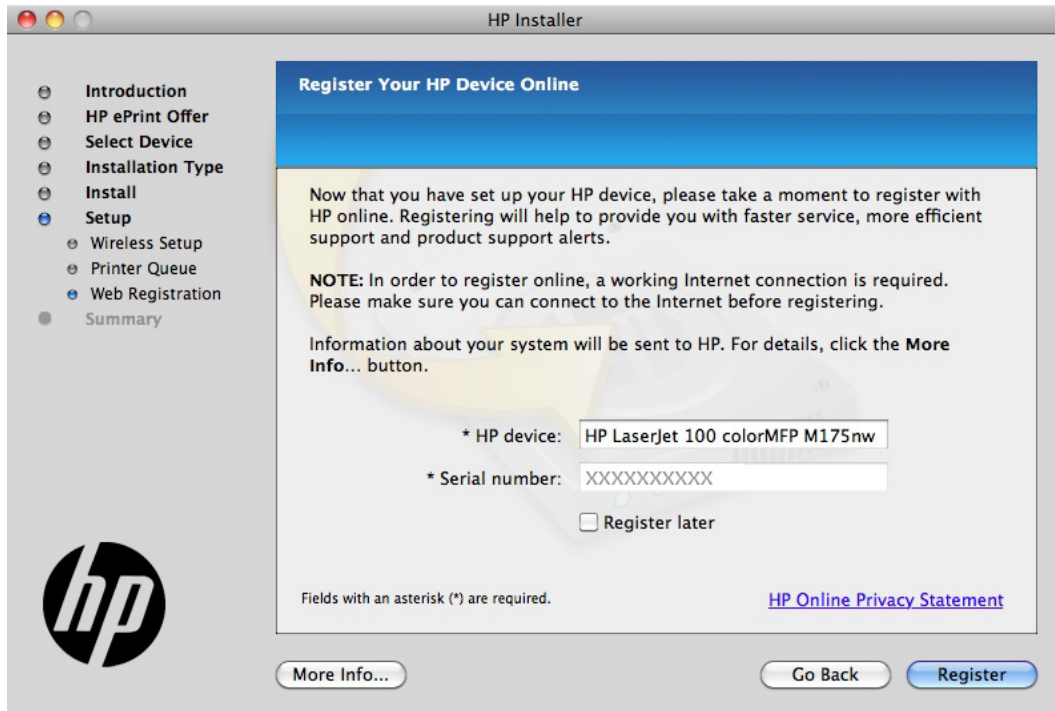 HP Installer
Introduction
HP ePrint Offer
Select Device
Installation Type
Install
Setup
Wireless Setup
Printer Queue
Web Registration
Summary
Register Your HP Device Online
Now that you have set up your HP device, please take a moment to register with
HP online. Registering will help to provide you with faster service, more efficient
support and product support alerts.
NOTE: In order to register online, a working Internet connection is required.
Please make sure you can connect to the Internet before registering.
Information about your system will be sent to HP. For details, click the More
Info... button.
* HP device: HP LaserJet 100 colorMFP M175nw
* Serial number: XXXXXXXXXX
Register later
Fields with an asterisk (*) are required. HP Online Privacy Statement
hp
More Info... Go Back Register